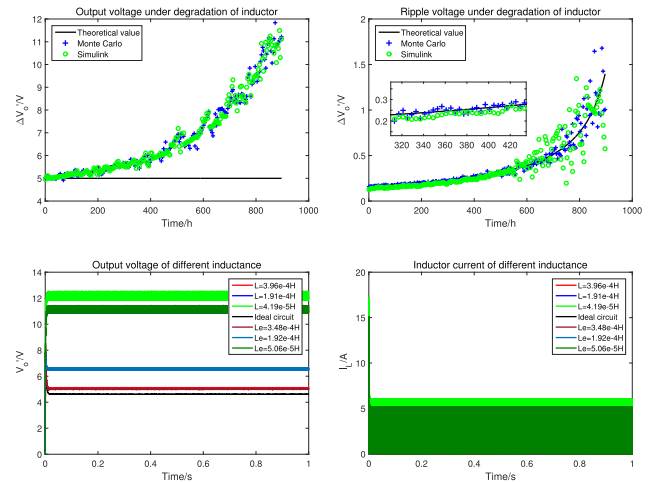 Output voltage under degradation of inductor
12
11
10
9
8
7
6
5
4
ΔVo'/V
Theoretical value
Monte Carlo
Simulink
0 200 400 600 800 1000
Time/h
Ripple voltage under degradation of inductor
2
1.5
1
0.5
0
ΔVo'/V
Theoretical value
Monte Carlo
Simulink
0.3
0.2
320 340 360 380 400 420
0 200 400 600 800 1000
Time/h
Output voltage of different inductance
14
12
10
8
6
4
2
0
Vo'/V
L=3.96e-4H
L=1.91e-4H
L=4.19e-5H
Ideal circuit
Le=3.48e-4H
Le=1.92e-4H
Le=5.06e-5H
0 0.2 0.4 0.6 0.8 1
Time/s
Inductor current of different inductance
20
15
10
5
0
IL/A
L=3.96e-4H
L=1.91e-4H
L=4.19e-5H
Ideal circuit
Le=3.48e-4H
Le=1.92e-4H
Le=5.06e-5H
0 0.2 0.4 0.6 0.8 1
Time/s